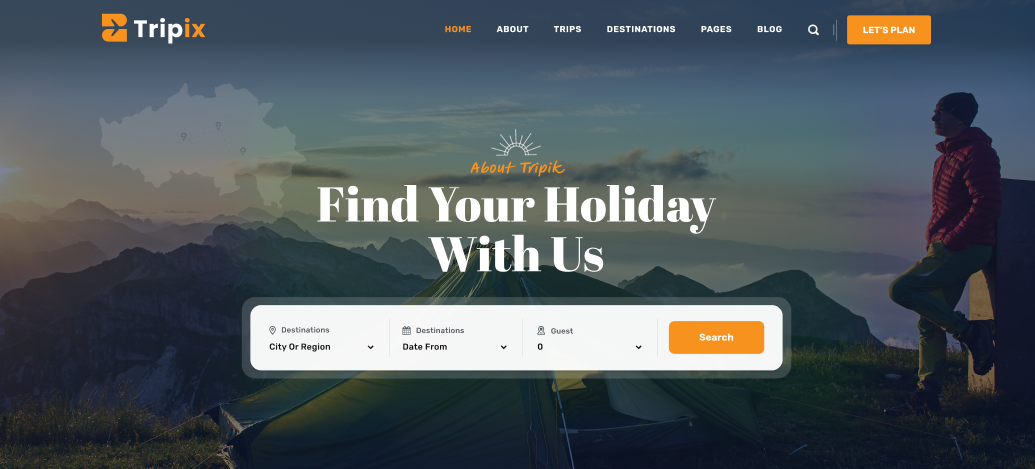 Tripix
HOME ABOUT TRIPS DESTINATIONS PAGES BLOG LET'S PLAN
About Tripik
Find Your Holiday
With Us
Destinations Destinations Guest
City Or Region Date From 0
Search